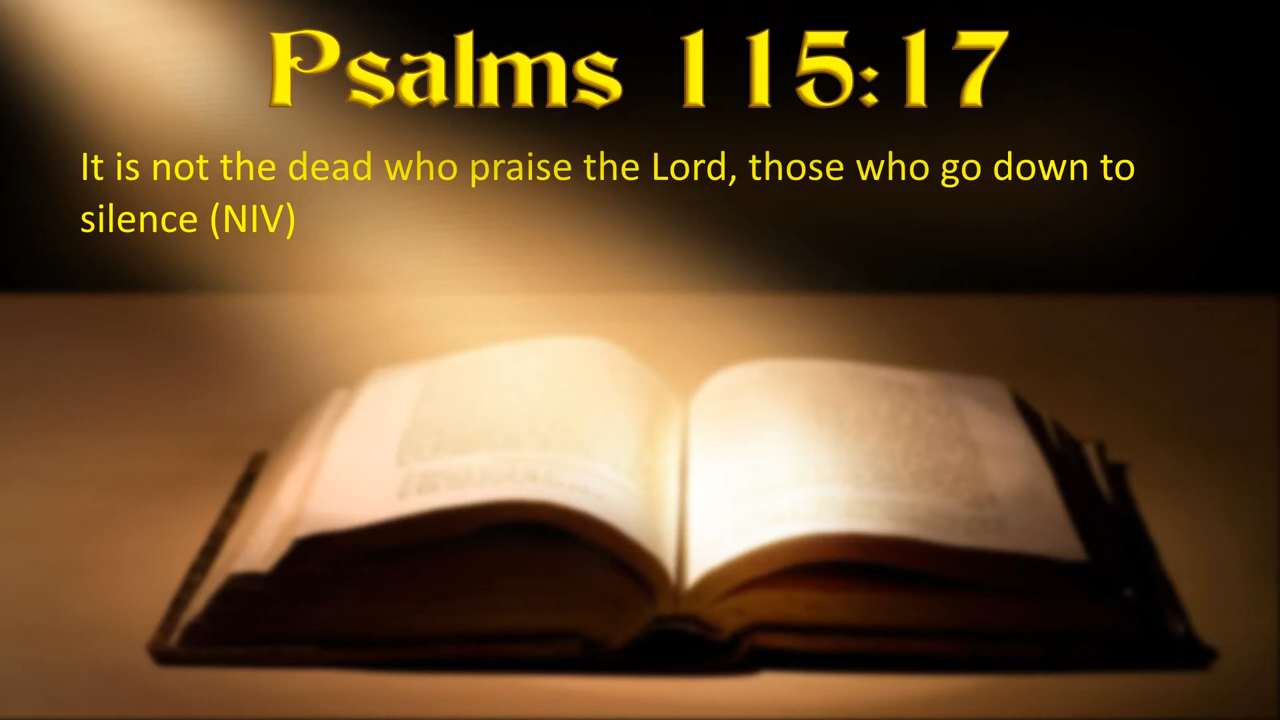 Psalms 115:17
It is not the dead who praise the Lord, those who go down to
silence (NIV)